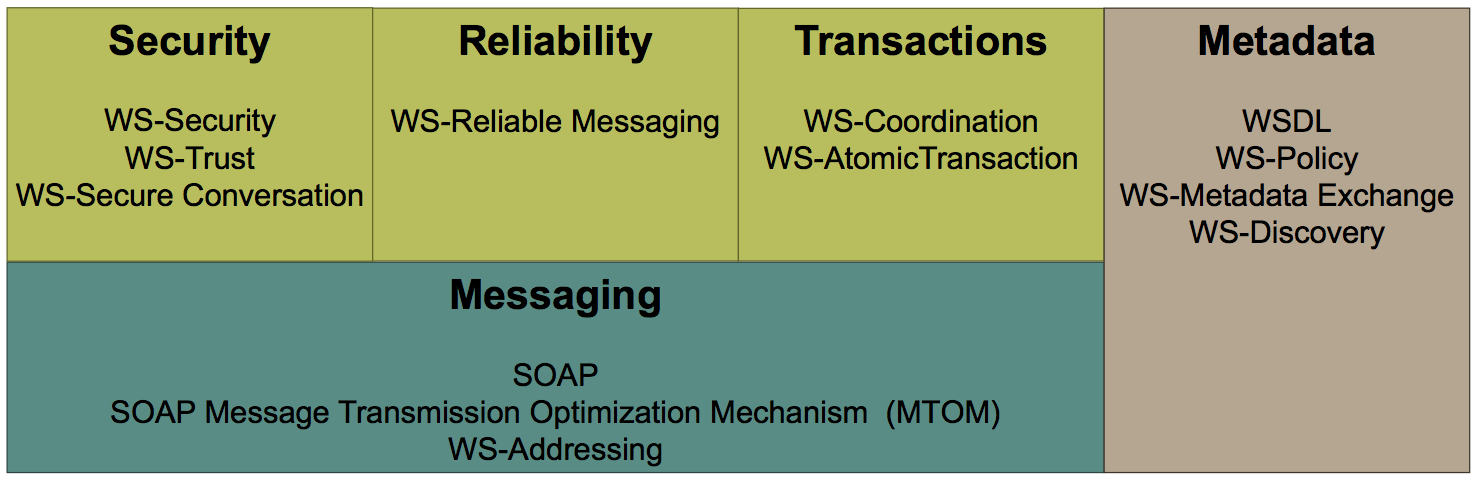 Security
WS-Security
WS-Trust
WS-Secure Conversation
Reliability
WS-Reliable Messaging
Transactions
WS-Coordination
WS-AtomicTransaction
Metadata
WSDL
WS-Policy
WS-Metadata Exchange
WS-Discovery
Messaging
SOAP
SOAP Message Transmission Optimization Mechanism  (MTOM)
WS-Addressing